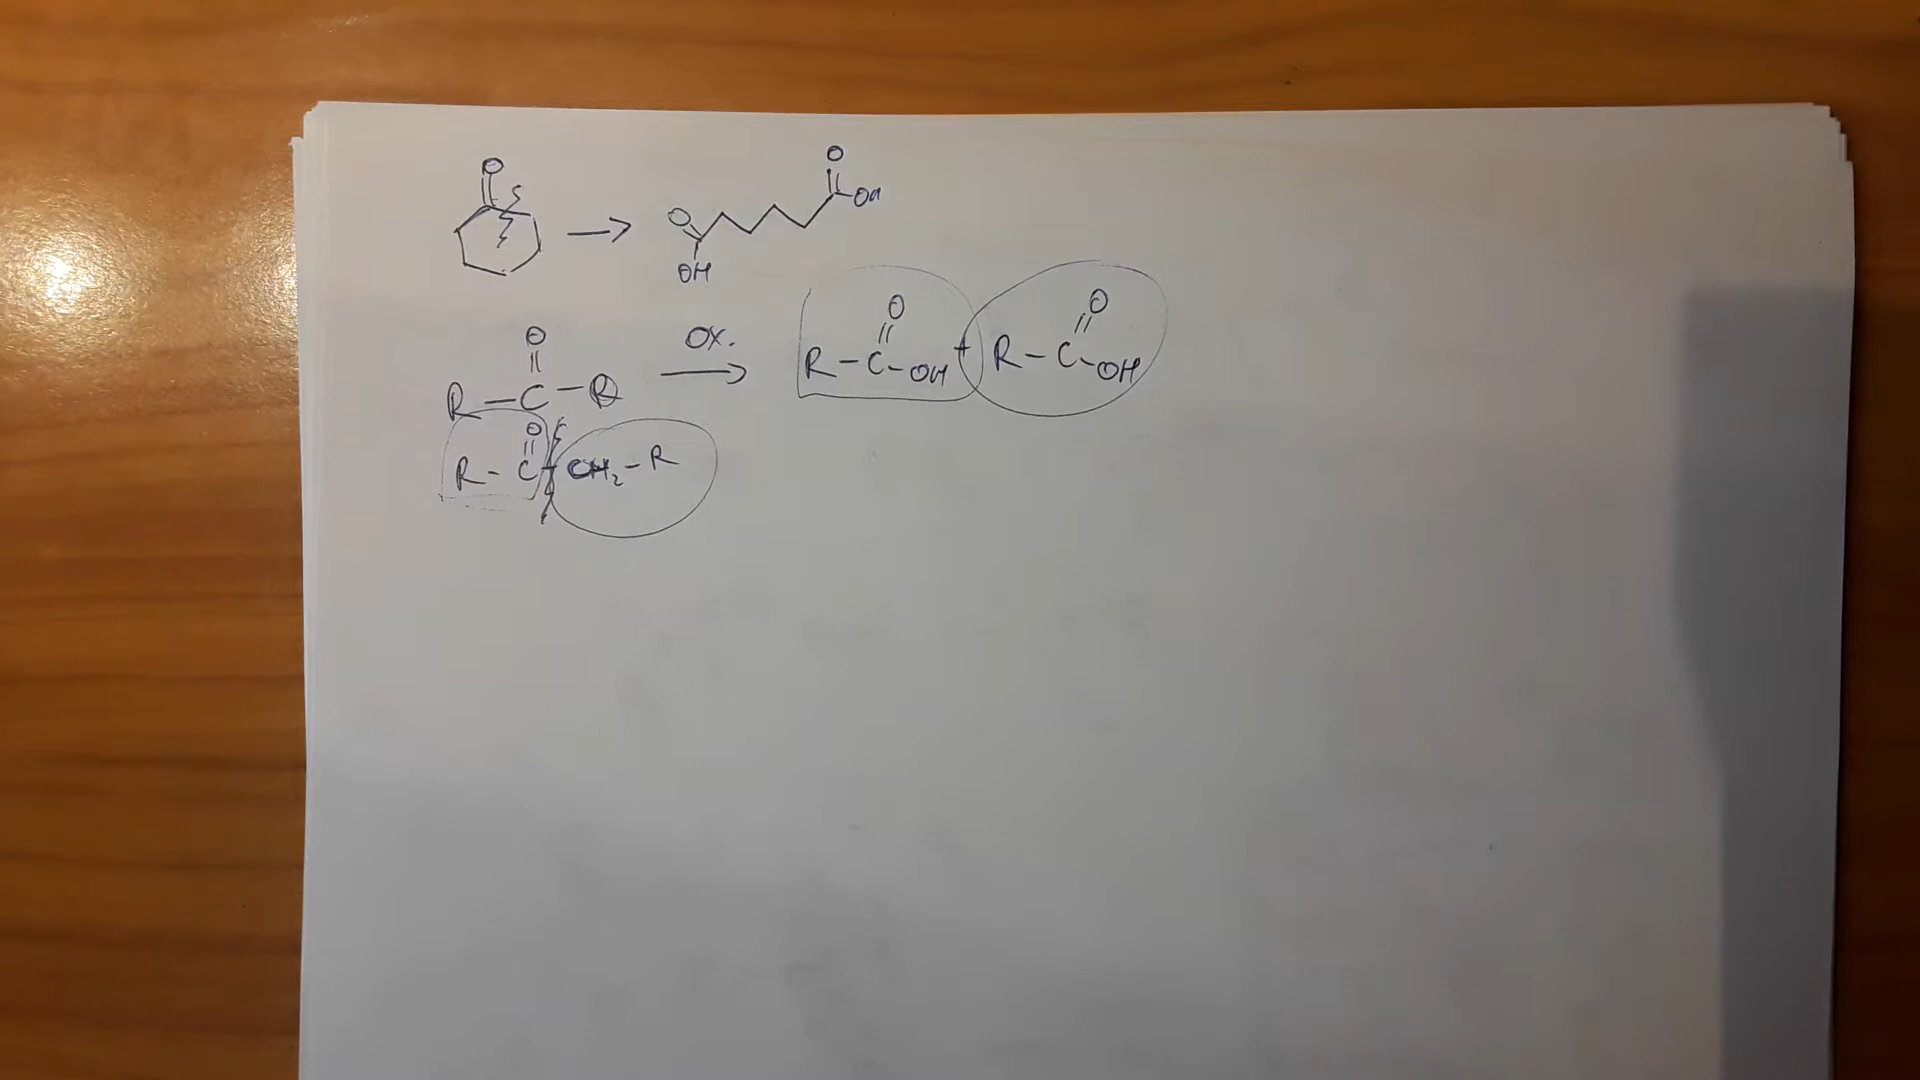 O O
→ O OH
OH
O OX. O O
R – C – R → R – C – OH + R – C – OH
O
R – C – CH₂ – R